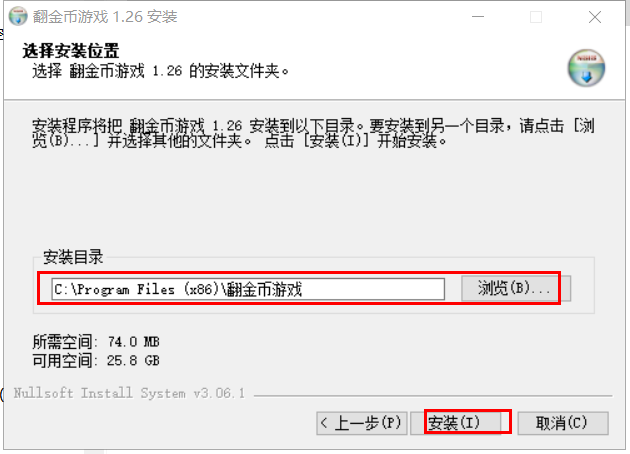 翻金币游戏 1.26 安装
选择安装位置
选择 翻金币游戏 1.26 的安装文件夹。
安装程序将把 翻金币游戏 1.26 安装到以下目录。要安装到另一个目录，请点击 [浏
览(B)...] 并选择其他的文件夹。 点击 [安装(I)] 开始安装。
安装目录
C:\Program Files (x86)\翻金币游戏
浏览(B)...
所需空间: 74.0 MB
可用空间: 25.8 GB
Nullsoft Install System v3.06.1
< 上一步(P)
安装(I)
取消(C)